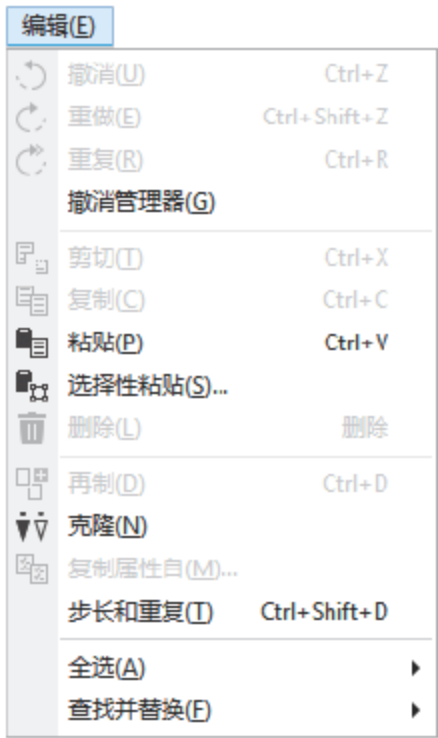 编辑(E)
撤消(U) Ctrl+Z
重做(E) Ctrl+Shift+Z
重复(R) Ctrl+R
撤消管理器(G)
剪切(T) Ctrl+X
复制(C) Ctrl+C
粘贴(P) Ctrl+V
选择性粘贴(S)...
删除(L) 删除
再制(D) Ctrl+D
克隆(N)
复制属性自(M)...
步长和重复(T) Ctrl+Shift+D
全选(A)
查找并替换(F)